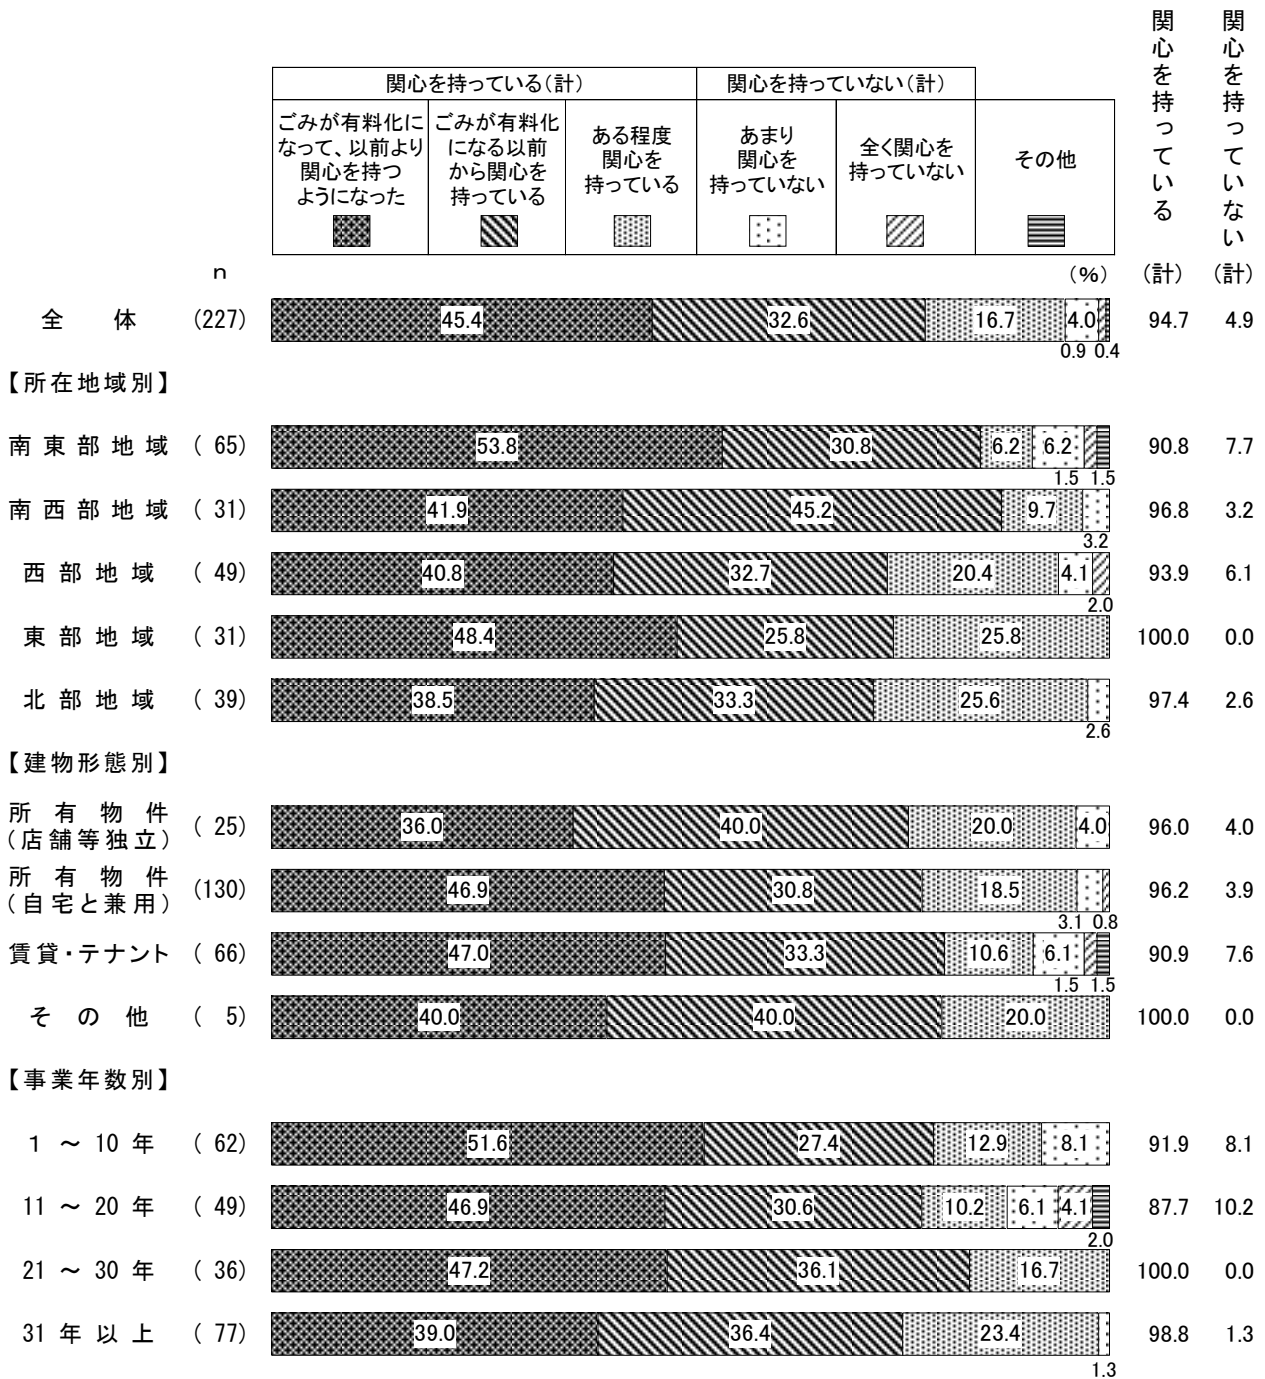 関心を持っている(計) 関心を持っていない(計)
ごみが有料化に
なって、以前より
関心を持つ
ようになった
ごみが有料化
になる以前
から関心を
持っている
ある程度
関心を
持っている
あまり
関心を
持っていない
全く関心を
持っていない
その他
関心を持っている
(計)
関心を持っていない
(計)
n (%)
全体 (227) 45.4 32.6 16.7 4.0 94.7 4.9
0.9 0.4
【所在地域別】
南東部地域 ( 65) 53.8 30.8 6.2 6.2 90.8 7.7
1.5 1.5
南西部地域 ( 31) 41.9 45.2 9.7 96.8 3.2
3.2
西部地域 ( 49) 40.8 32.7 20.4 4.1 93.9 6.1
2.0
東部地域 ( 31) 48.4 25.8 25.8 100.0 0.0
北部地域 ( 39) 38.5 33.3 25.6 97.4 2.6
2.6
【建物形態別】
所有物件
(店舗等独立) ( 25) 36.0 40.0 20.0 4.0 96.0 4.0
所有物件
(自宅と兼用) (130) 46.9 30.8 18.5 96.2 3.9
3.1 0.8
賃貸・テナント ( 66) 47.0 33.3 10.6 6.1 90.9 7.6
1.5 1.5
その他 ( 5) 40.0 40.0 20.0 100.0 0.0
【事業年数別】
1 ～ 10 年 ( 62) 51.6 27.4 12.9 8.1 91.9 8.1
11 ～ 20 年 ( 49) 46.9 30.6 10.2 6.1 4.1 87.7 10.2
2.0
21 ～ 30 年 ( 36) 47.2 36.1 16.7 100.0 0.0
31 年 以 上 ( 77) 39.0 36.4 23.4 98.8 1.3
1.3